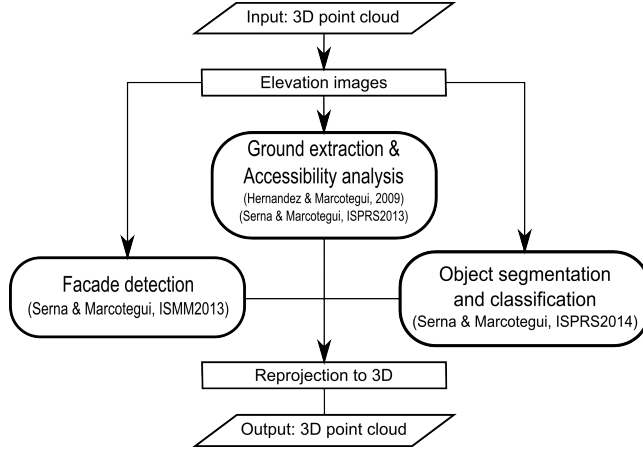 Input: 3D point cloud
Elevation images
Ground extraction &
Accessibility analysis
(Hernandez & Marcotegui, 2009)
(Serna & Marcotegui, ISPRS2013)
Facade detection
(Serna & Marcotegui, ISMM2013)
Object segmentation
and classification
(Serna & Marcotegui, ISPRS2014)
Reprojection to 3D
Output: 3D point cloud